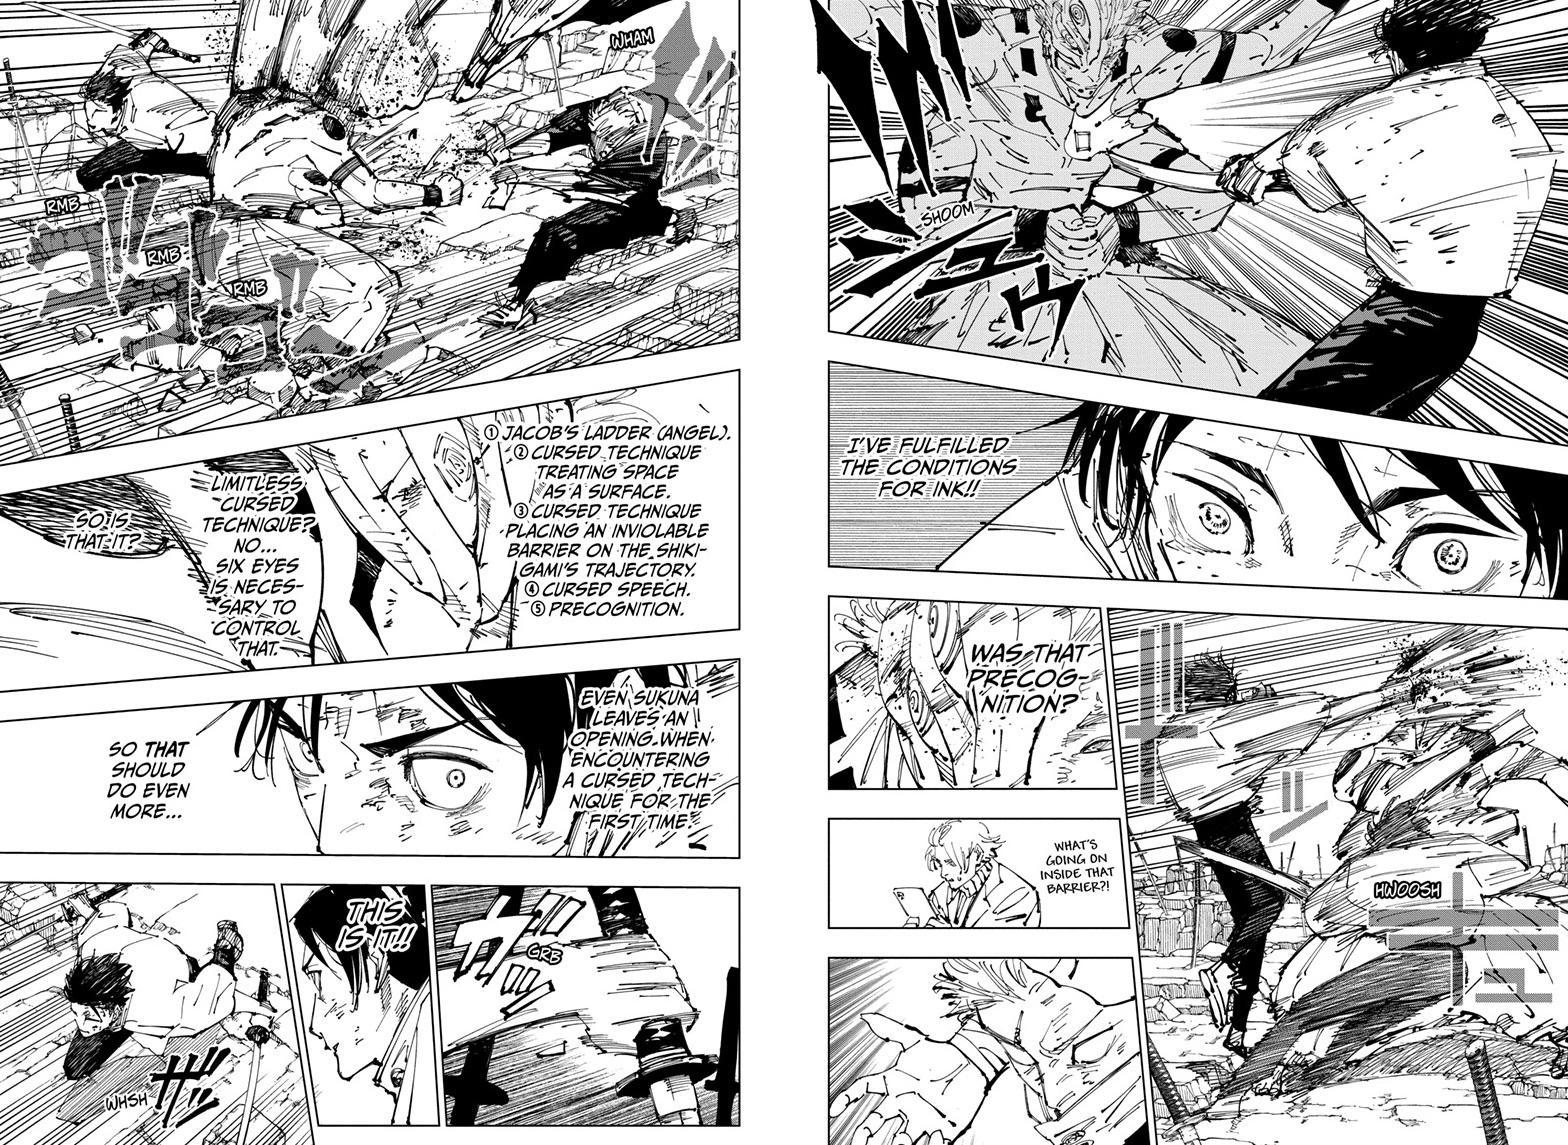 SHOOM
シュウ
I'VE FULFILLED
THE CONDITIONS
FOR INK!!
HWOOSH
WAS THAT
PRECOG-
NITION?
WHAT'S
GOING ON
INSIDE THAT
BARRIER?!
WHAM
RMB
RMB
RMB
① JACOB'S LADDER (ANGEL).
② CURSED TECHNIQUE
TREATING SPACE
AS A SURFACE.
③ CURSED TECHNIQUE
PLACING AN INVIOLABLE
BARRIER ON THE SHIKI-
GAMI'S TRAJECTORY.
④ CURSED SPEECH.
⑤ PRECOGNITION.
LIMITLESS
CURSED
TECHNIQUE?
NO...
SIX EYES
IS NECES-
SARY TO
CONTROL
THAT.
SO IS
THAT IT?
EVEN SUKUNA
LEAVES AN
OPENING WHEN
ENCOUNTERING
A CURSED TECH-
NIQUE FOR THE
FIRST TIME.
SO THAT
SHOULD
DO EVEN
MORE...
CRB
THIS
IS IT!!
WHSH